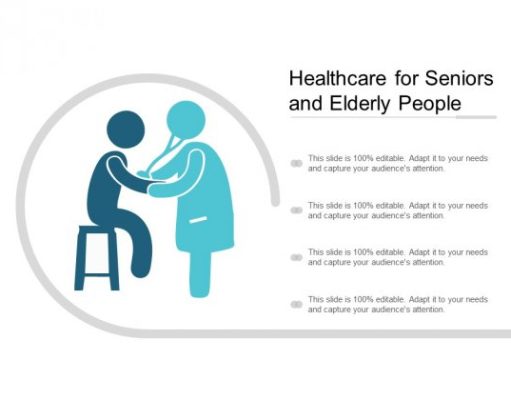 Healthcare for Seniors
and Elderly People
This slide is 100% editable. Adapt it to your needs
and capture your audience's attention.
This slide is 100% editable. Adapt it to your needs
and capture your audience's attention.
This slide is 100% editable. Adapt it to your needs
and capture your audience's attention.
This slide is 100% editable. Adapt it to your needs
and capture your audience's attention.